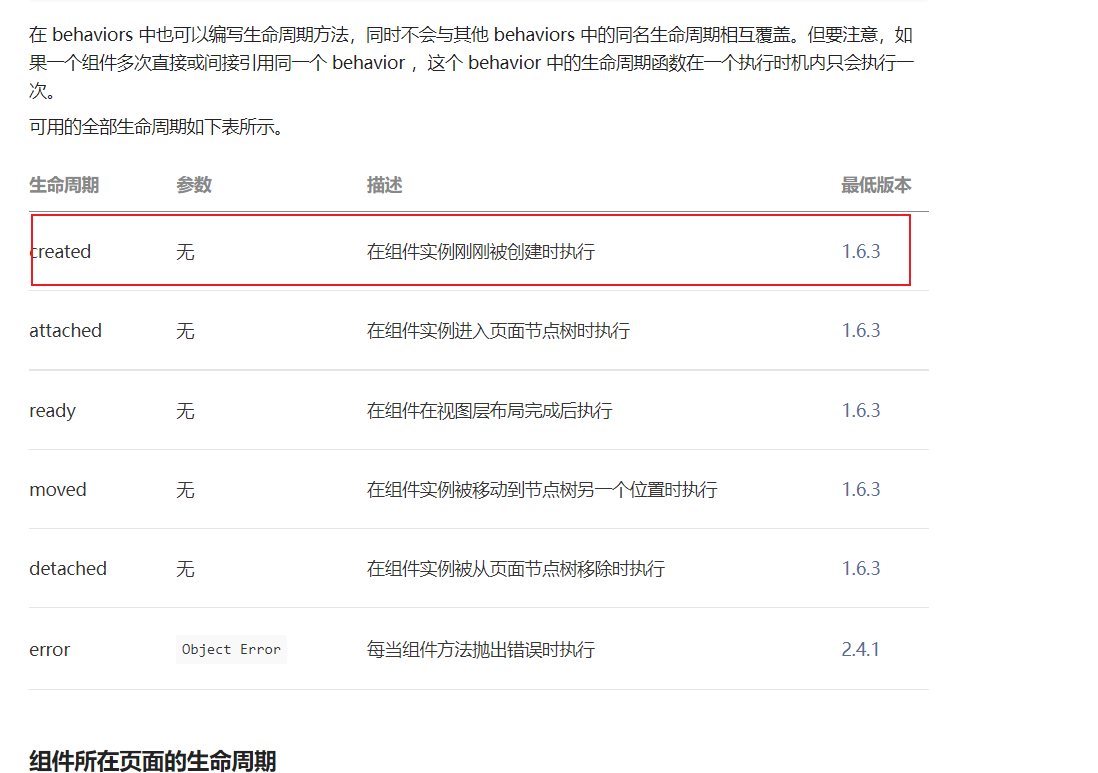 在 behaviors 中也可以编写生命周期方法，同时不会与其他 behaviors 中的同名生命周期相互覆盖。但要注意，如
果一个组件多次直接或间接引用同一个 behavior ，这个 behavior 中的生命周期函数在一个执行时机内只会执行一
次。
可用的全部生命周期如下表所示。
生命周期 参数 描述 最低版本
created 无 在组件实例刚刚被创建时执行 1.6.3
attached 无 在组件实例进入页面节点树时执行 1.6.3
ready 无 在组件在视图层布局完成后执行 1.6.3
moved 无 在组件实例被移动到节点树另一个位置时执行 1.6.3
detached 无 在组件实例被从页面节点树移除时执行 1.6.3
error Object Error 每当组件方法抛出错误时执行 2.4.1
组件所在页面的生命周期